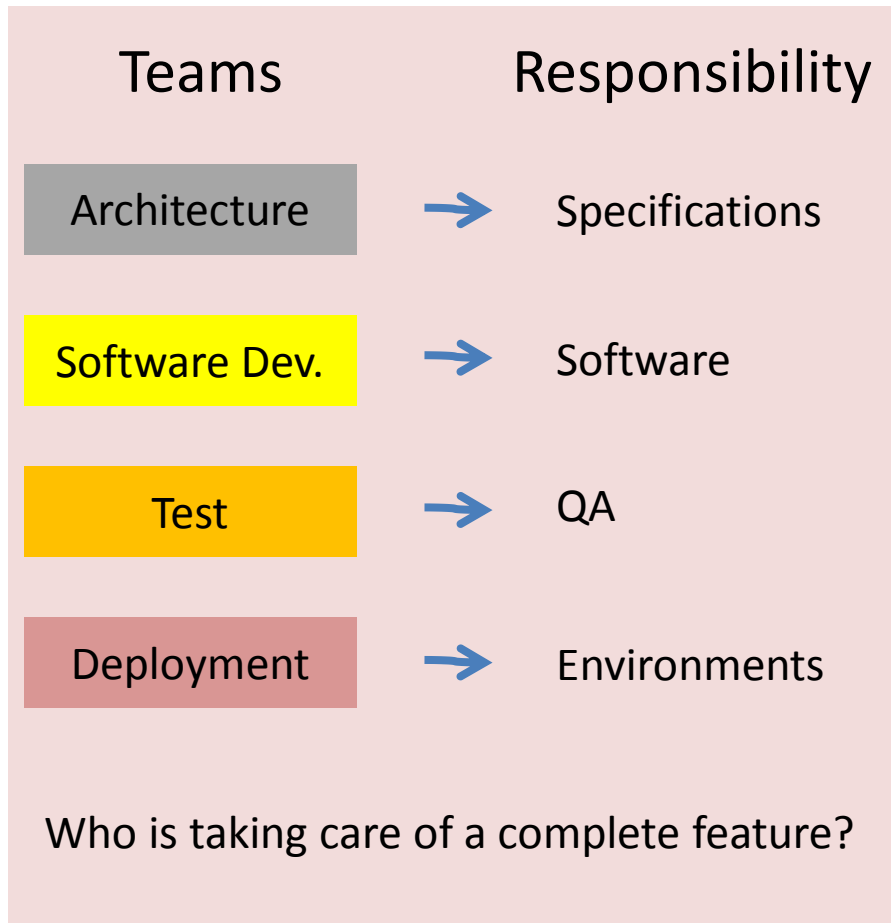 Teams Responsibility
Architecture Specifications
Software Dev. Software
Test QA
Deployment Environments
Who is taking care of a complete feature?